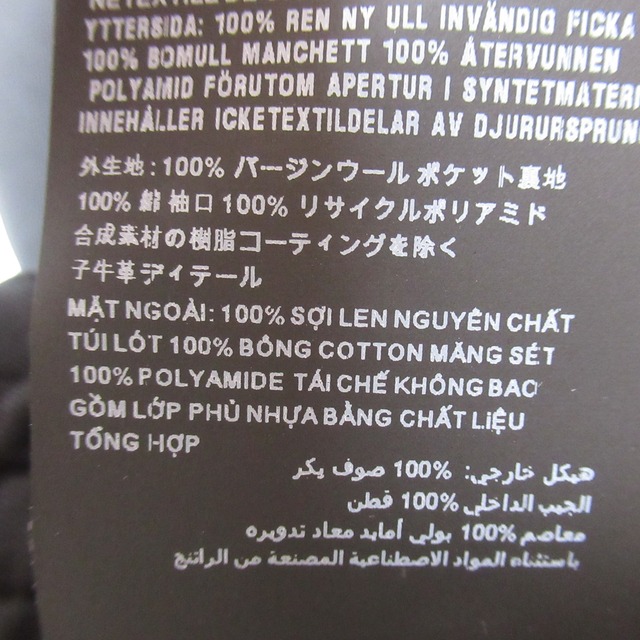 YTTERSIDA: 100% REN NY ULL INVÄNDIG FICKA
100% BOMULL MANCHETT 100% ÅTERVUNNEN
POLYAMID FÖRUTOM APERTUR I SYNTETMATER
INNEHÅLLER ICKETEXTILDELAR AV DJURURSPRUN
外生地:100% バージンウール ポケット裏地
100% 綿 袖口 100% リサイクルポリアミド
合成素材の樹脂コーティングを除く
子牛革ディテール
MẶT NGOÀI: 100% SỢI LEN NGUYÊN CHẤT
TÚI LÓT 100% BÔNG COTTON MĂNG SÉT
100% POLYAMIDE TÁI CHẾ KHÔNG BAO
GỒM LỚP PHỦ NHỰA BẰNG CHẤT LIỆU
TỔNG HỢP
هيكل خارجي: %100 صوف بكر
الجيب الداخلي %100 قطن
معاصم %100 بولي أمايد معاد تدويره
باستثناء المواد الاصطناعية المصنعة من الراتنج